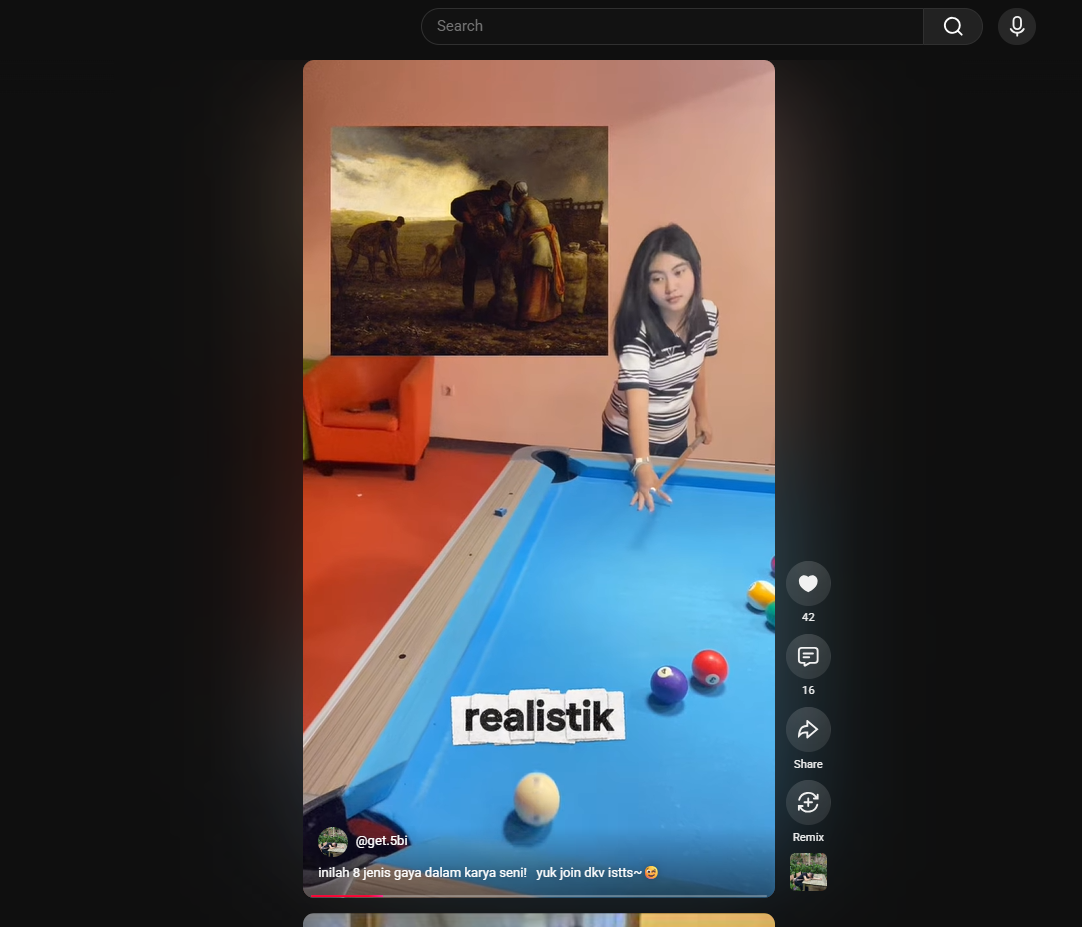 Search
realistik
42
16
Share
Remix
@get.5bi
inilah 8 jenis gaya dalam karya seni! yuk join dkv istts~😉